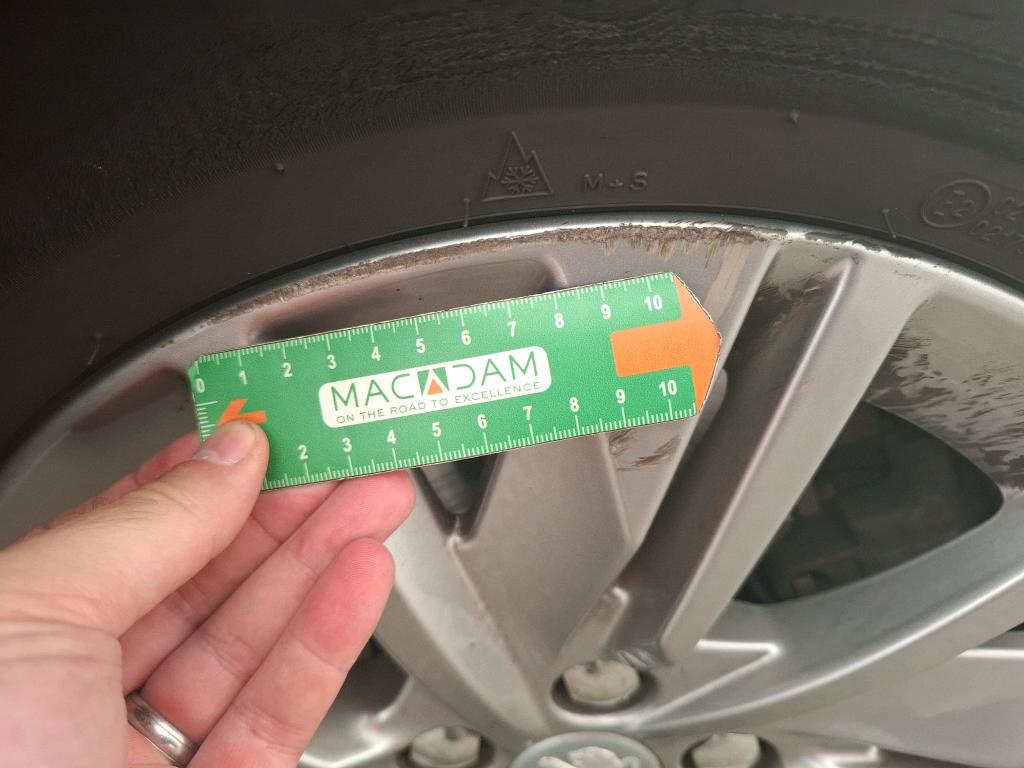 M+S
E2
0 1 2 3 4 5 6 7 8 9 10
MACADAM
ON THE ROAD TO EXCELLENCE
2 3 4 5 6 7 8 9 10